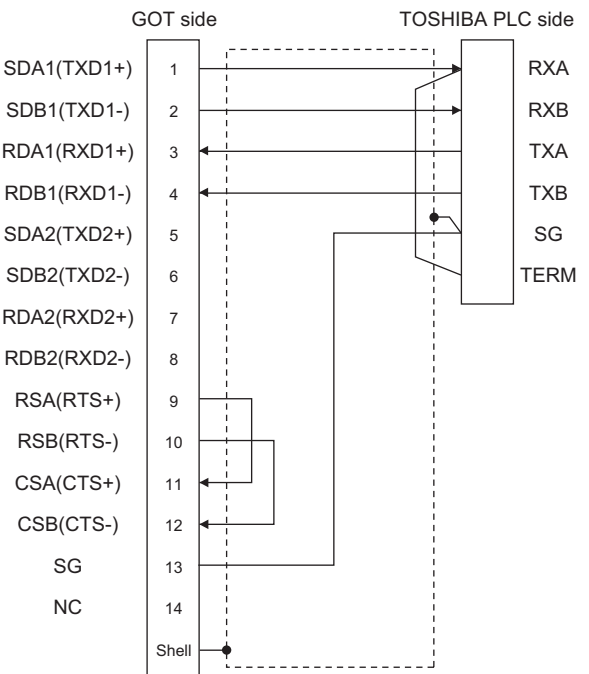 GOT side TOSHIBA PLC side
SDA1(TXD1+) 1 RXA
SDB1(TXD1-) 2 RXB
RDA1(RXD1+) 3 TXA
RDB1(RXD1-) 4 TXB
SDA2(TXD2+) 5 SG
SDB2(TXD2-) 6 TERM
RDA2(RXD2+) 7
RDB2(RXD2-) 8
RSA(RTS+) 9
RSB(RTS-) 10
CSA(CTS+) 11
CSB(CTS-) 12
SG 13
NC 14
Shell